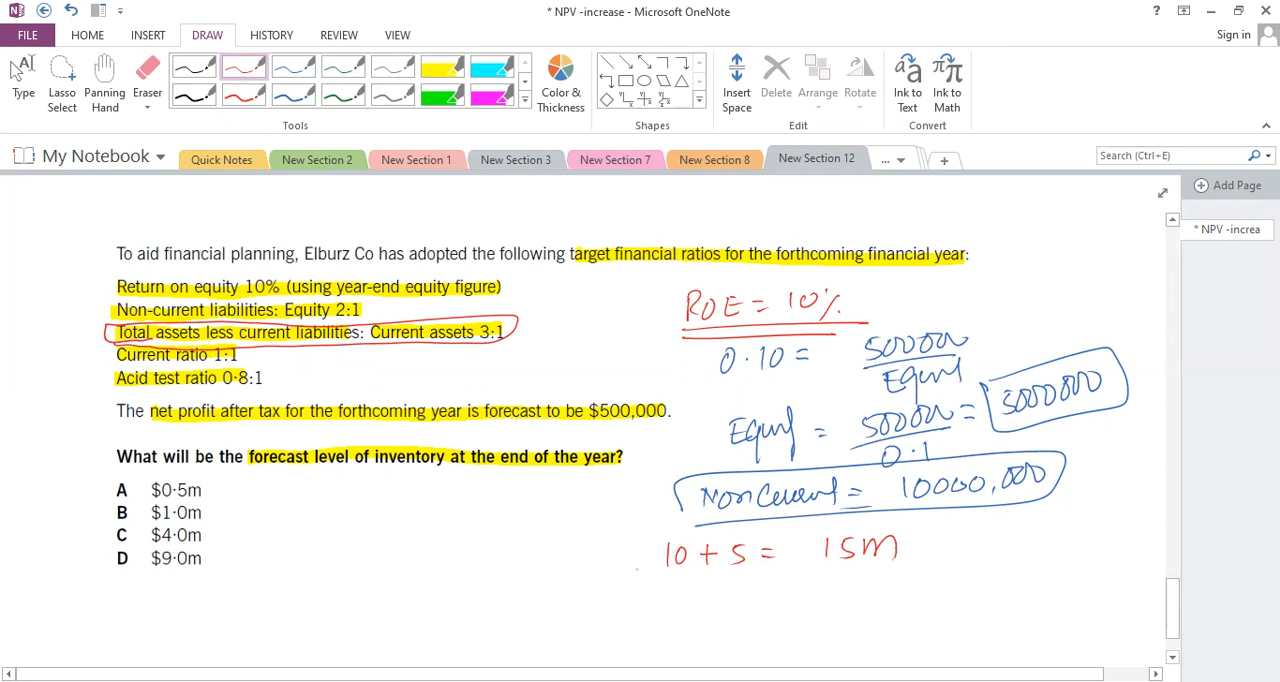 * NPV -increase - Microsoft OneNote
?
Sign in
FILE HOME INSERT DRAW HISTORY REVIEW VIEW
Type
Lasso Select
Panning Hand
Eraser
Color & Thickness
Insert Space
Delete
Arrange
Rotate
Ink to Text
Ink to Math
Tools
Shapes
Edit
Convert
My Notebook
Quick Notes
New Section 2
New Section 1
New Section 3
New Section 7
New Section 8
New Section 12
...
Search (Ctrl+E)
Add Page
* NPV -increa
To aid financial planning, Elburz Co has adopted the following target financial ratios for the forthcoming financial year:
Return on equity 10% (using year-end equity figure)
Non-current liabilities: Equity 2:1
Total assets less current liabilities: Current assets 3:1
Current ratio 1:1
Acid test ratio 0·8:1
The net profit after tax for the forthcoming year is forecast to be $500,000.
What will be the forecast level of inventory at the end of the year?
A $0·5m
B $1·0m
C $4·0m
D $9·0m
ROE = 10%
0.10 = 500000
Equity
Equity = 500000 = 5000000
0.1
Non Current = 10000,000
10 + 5 = 15m